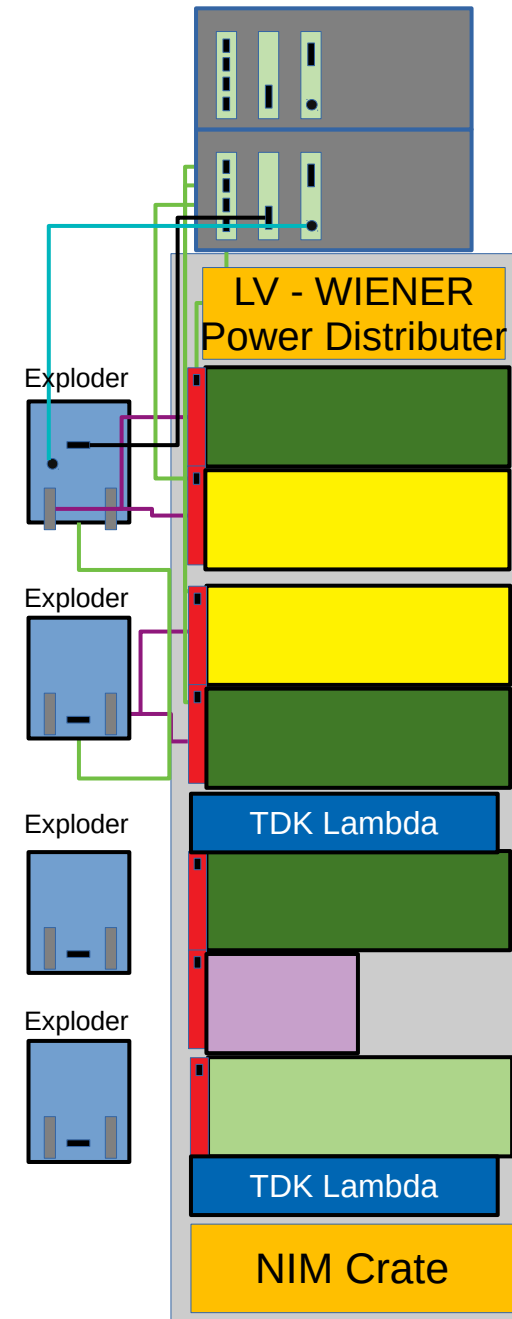 LV - WIENER
Power Distributer
Exploder
Exploder
TDK Lambda
Exploder
Exploder
TDK Lambda
NIM Crate